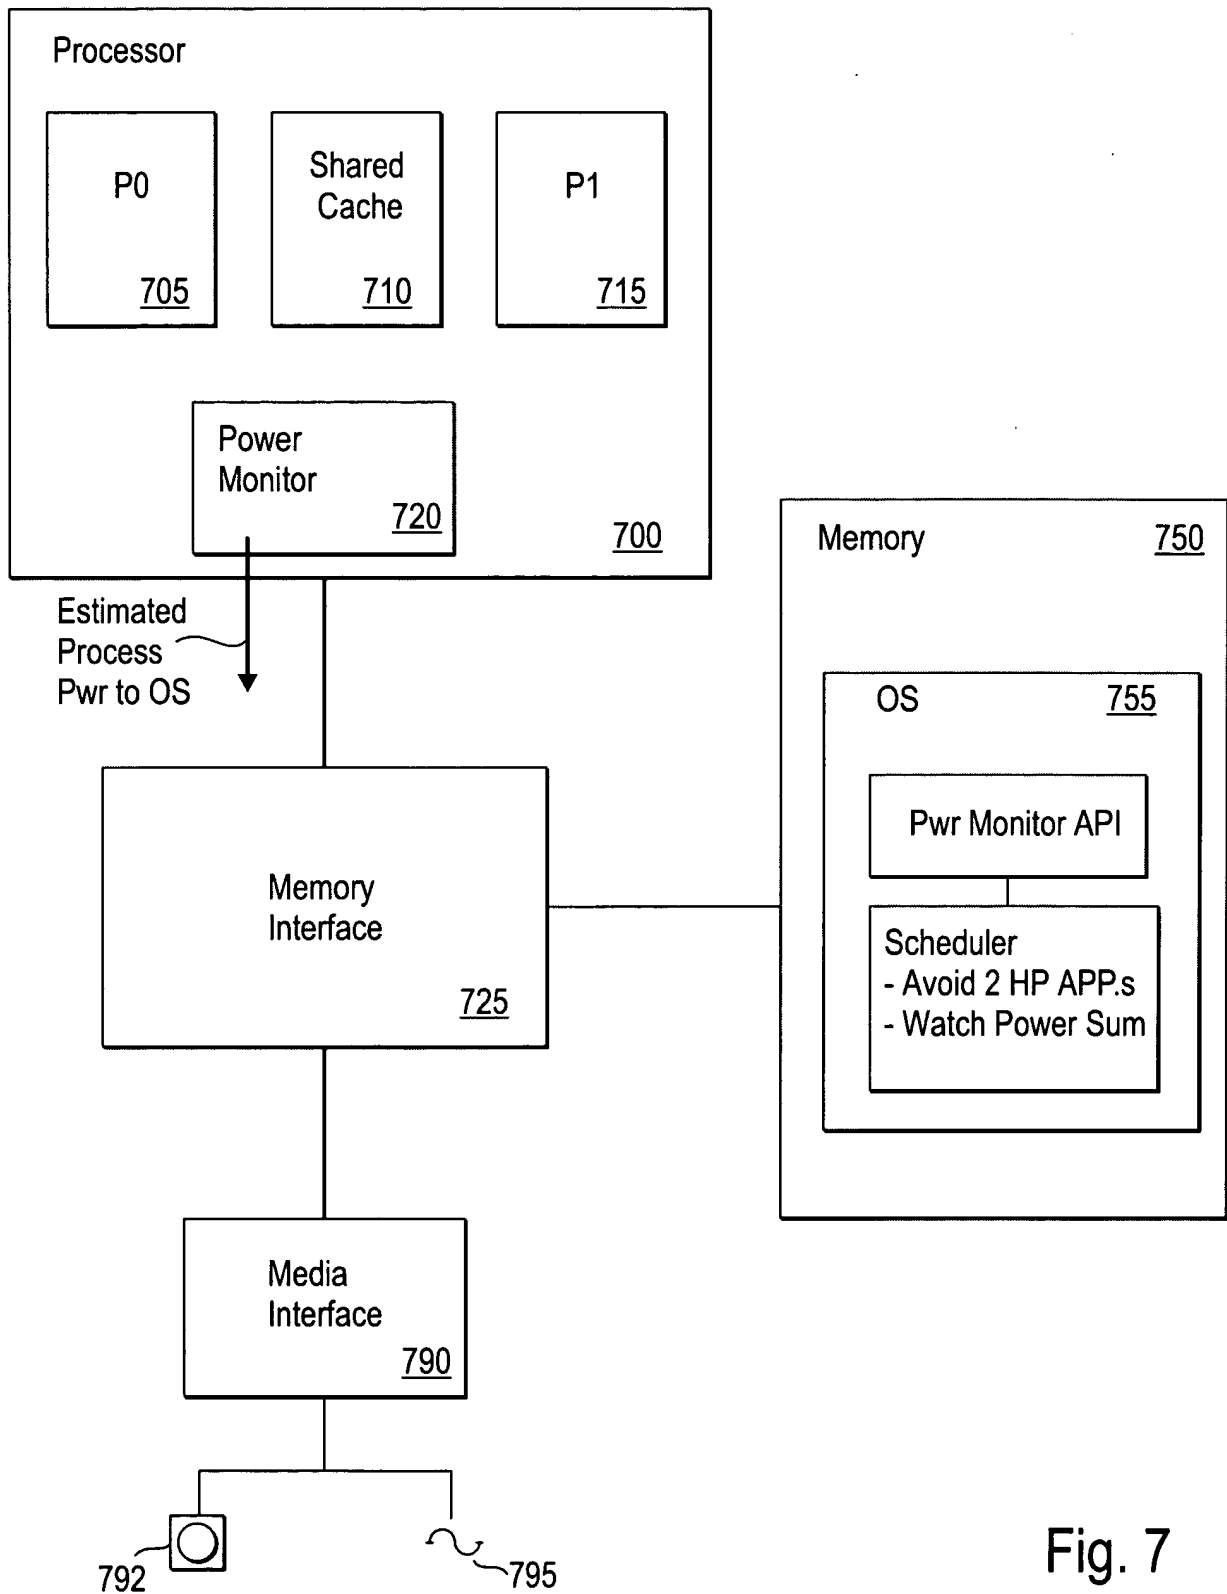 Processor
P0
705
Shared
Cache
710
P1
715
Power
Monitor
720
700
Estimated
Process
Pwr to OS
Memory
750
OS
755
Pwr Monitor API
Scheduler
- Avoid 2 HP APP.s
- Watch Power Sum
Memory
Interface
725
Media
Interface
790
792
795
Fig. 7